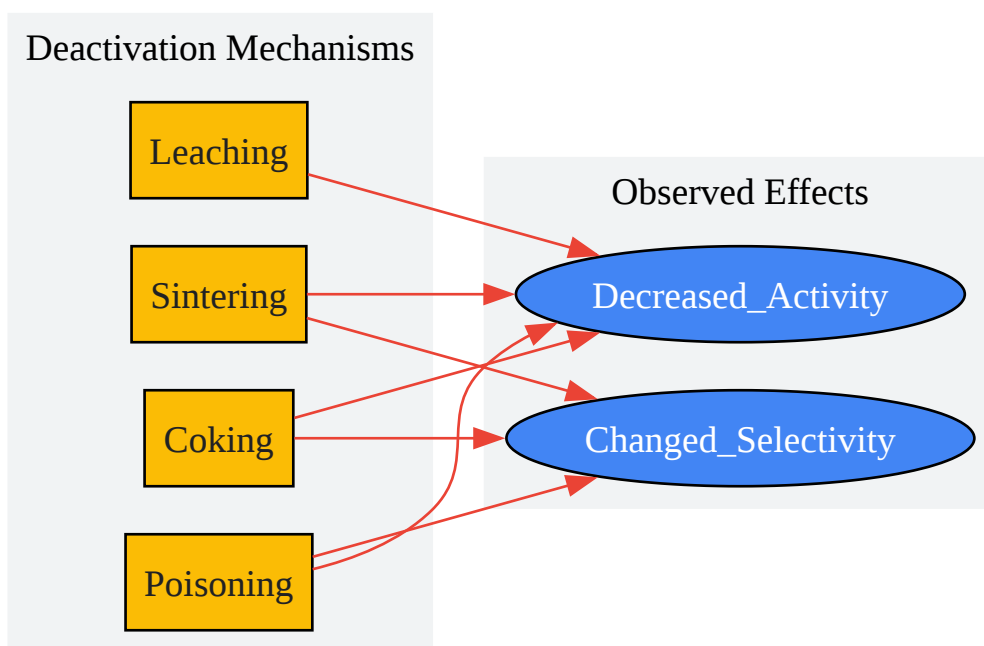 Deactivation Mechanisms
Leaching
Sintering
Coking
Poisoning
Observed Effects
Decreased_Activity
Changed_Selectivity